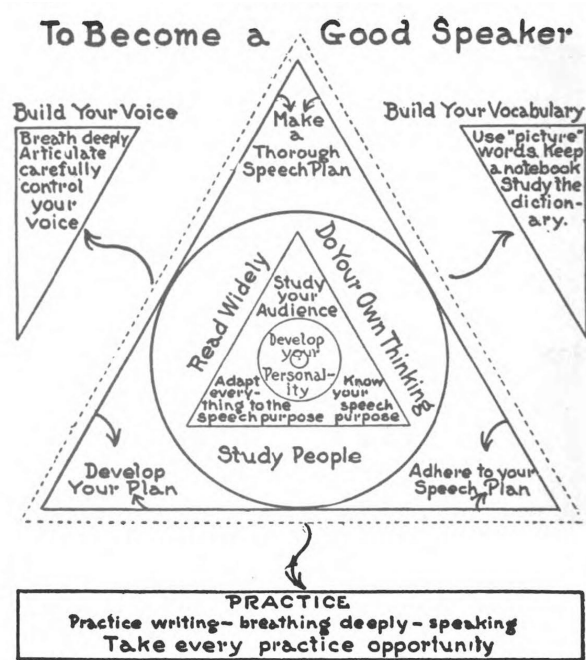 To Become a Good Speaker
Build Your Voice
Breath deeply
Articulate
carefully
control
your
voice
Make
a
Thorough
Speech Plan
Build Your Vocabulary
Use "picture"
words. Keep
a notebook
Study the
diction-
ary.
Read Widely
Do Your Own Thinking
Study
your
Audience
Develop
your
Personal-
ity
Adapt
every-
thing to the
speech purpose
Know
your
speech
purpose
Study People
Develop
Your Plan
Adhere to your
Speech Plan
PRACTICE
Practice writing – breathing deeply – speaking
Take every practice opportunity